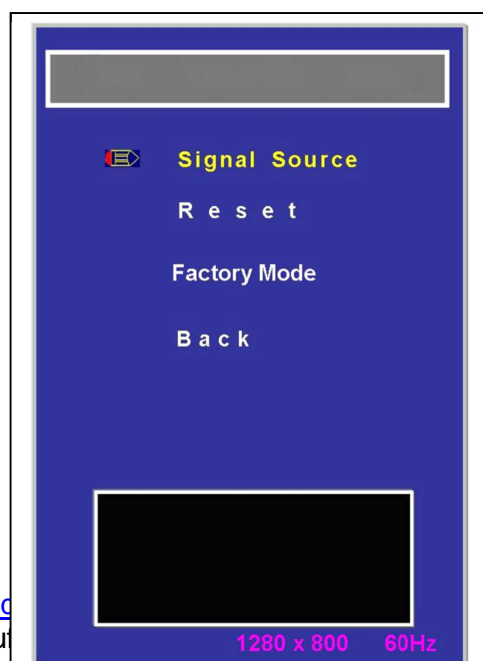 Signal Source
Reset
Factory Mode
Back
1280 x 800 60Hz